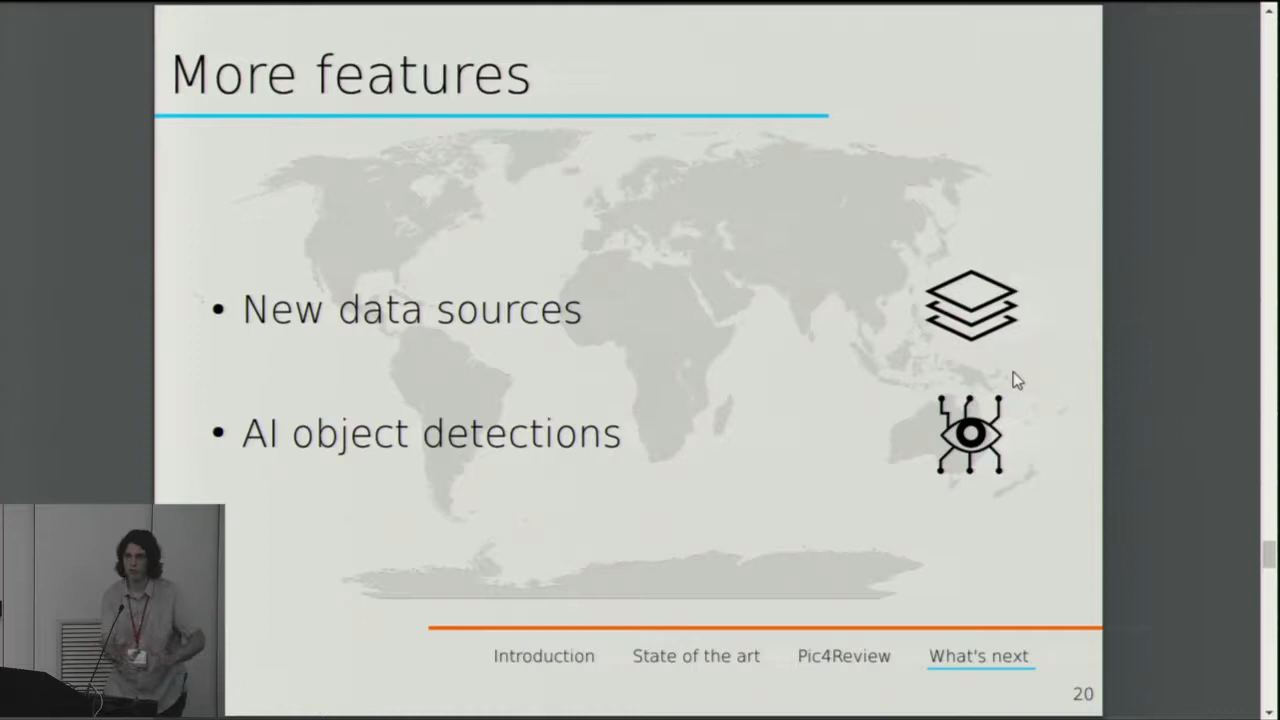 More features
• New data sources
• AI object detections
Introduction State of the art Pic4Review What's next
20